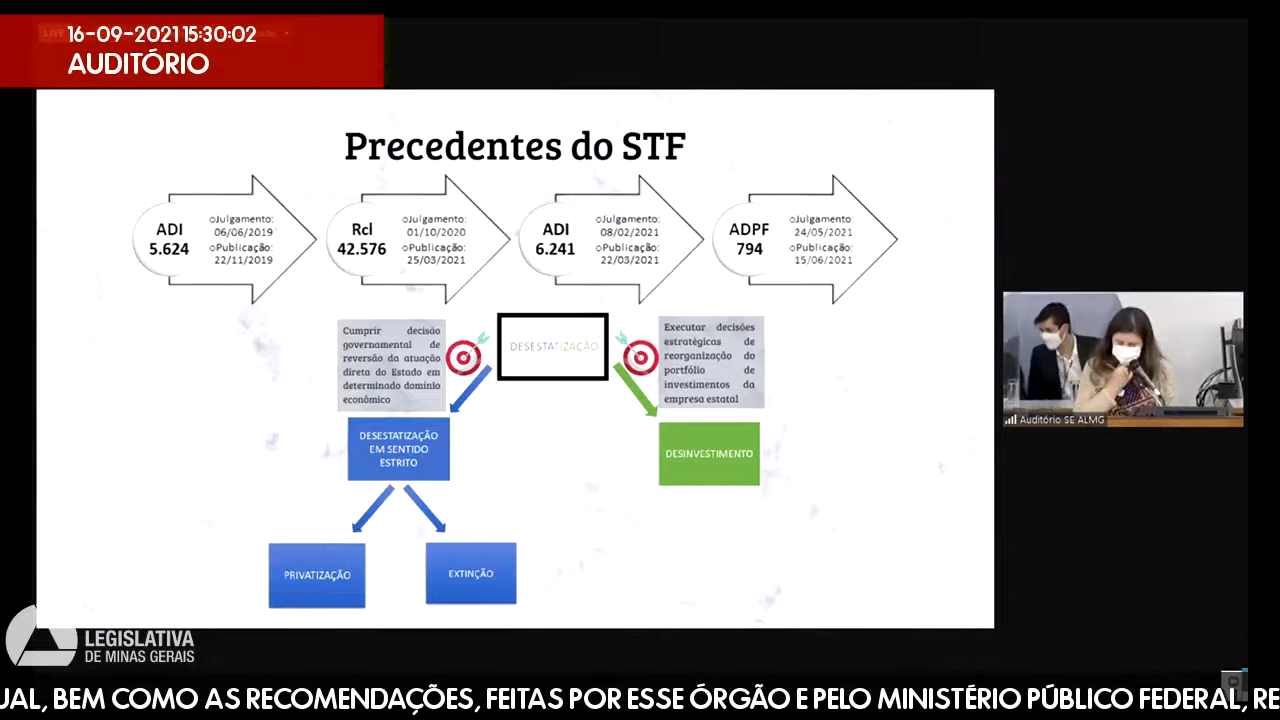 LIVE
16-09-2021 15:30:02
AUDITÓRIO
Precedentes do STF
ADI
5.624
oJulgamento:
06/06/2019
oPublicação:
22/11/2019
Rcl
42.576
oJulgamento:
01/10/2020
oPublicação:
25/03/2021
ADI
6.241
oJulgamento:
08/02/2021
oPublicação:
22/03/2021
ADPF
794
oJulgamento:
24/05/2021
oPublicação:
15/06/2021
Cumprir decisão
governamental de
reversão da atuação
direta do Estado em
determinado domínio
econômico
DESESTATIZAÇÃO
Executar decisões
estratégicas de
reorganização do
portfólio de
investimentos da
empresa estatal
DESESTATIZAÇÃO
EM SENTIDO
ESTRITO
DESINVESTIMENTO
PRIVATIZAÇÃO
EXTINÇÃO
Auditório SE ALMG
LEGISLATIVA
DE MINAS GERAIS
UAL, BEM COMO AS RECOMENDAÇÕES, FEITAS POR ESSE ÓRGÃO E PELO MINISTÉRIO PÚBLICO FEDERAL, RE